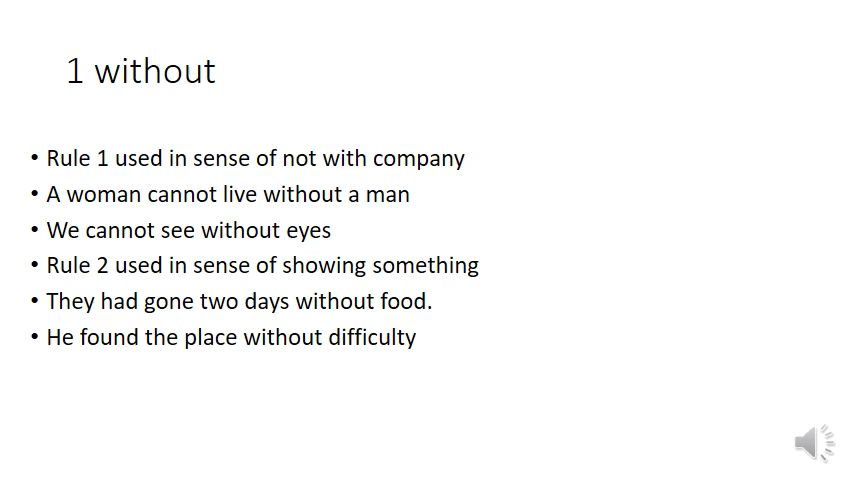 1 without
• Rule 1 used in sense of not with company
• A woman cannot live without a man
• We cannot see without eyes
• Rule 2 used in sense of showing something
• They had gone two days without food.
• He found the place without difficulty